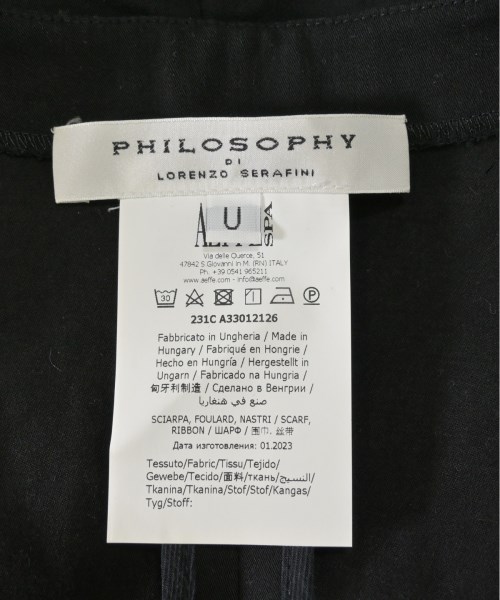 PHILOSOPHY
DI
LORENZO SERAFINI
U
AEFFE SPA
Via delle Querce, 51
47842 S.Giovanni in M. (RN) ITALY
Ph. +39 0541 965211
www.aeffe.com - info@aeffe.com
30
P
231C A33012126
Fabbricato in Ungheria / Made in
Hungary / Fabriqué en Hongrie /
Hecho en Hungría / Hergestellt in
Ungarn / Fabricado na Hungria /
匈牙利制造 / Сделано в Венгрии /
صنع في هنغاريا
SCIARPA, FOULARD, NASTRI / SCARF,
RIBBON / ШАРФ / 围巾、丝带
Дата изготовления: 01.2023
Tessuto/Fabric/Tissu/Tejido/
Gewebe/Tecido/面料/ткань/النسيج/
Tkanina/Tkanina/Stof/Stof/Kangas/
Tyg/Stoff: